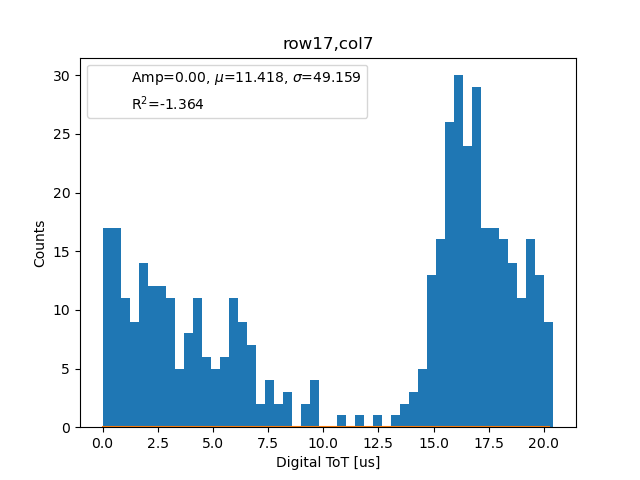 row17,col7
Amp=0.00, μ=11.418, σ=49.159
R²=-1.364
30
25
20
15
10
5
0
Counts
0.0 2.5 5.0 7.5 10.0 12.5 15.0 17.5 20.0
Digital ToT [us]